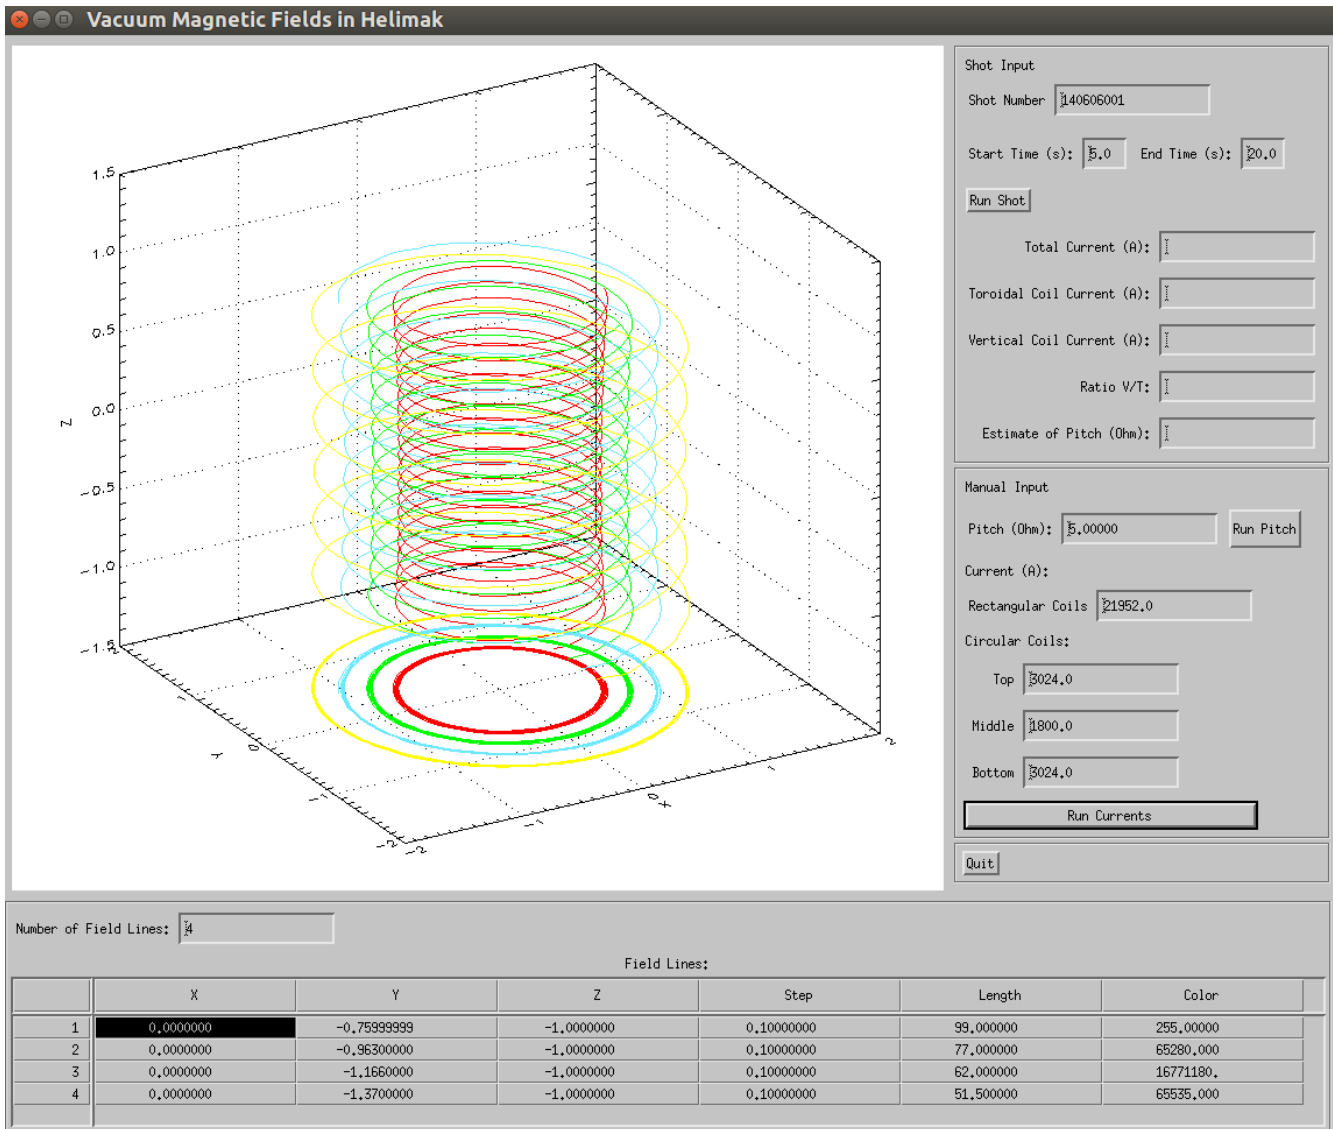 Vacuum Magnetic Fields in Helimak
1.5
1.0
0.5
0.0
-0.5
-1.0
-1.5
Z
2
1
0
-1
-2
Y
-2
-1
0
1
2
X
Shot Input
Shot Number 140606001
Start Time (s): 5.0 End Time (s): 20.0
Run Shot
Total Current (A):
Toroidal Coil Current (A):
Vertical Coil Current (A):
Ratio V/T:
Estimate of Pitch (Ohm):
Manual Input
Pitch (Ohm): 5.00000 Run Pitch
Current (A):
Rectangular Coils 21952.0
Circular Coils:
Top 3024.0
Middle 1800.0
Bottom 3024.0
Run Currents
Quit
Number of Field Lines: 4
Field Lines:
X Y Z Step Length Color
1 0.0000000 -0.75999999 -1.0000000 0.10000000 99.000000 255.00000
2 0.0000000 -0.96300000 -1.0000000 0.10000000 77.000000 65280.000
3 0.0000000 -1.1660000 -1.0000000 0.10000000 62.000000 16771180.
4 0.0000000 -1.3700000 -1.0000000 0.10000000 51.500000 65535.000